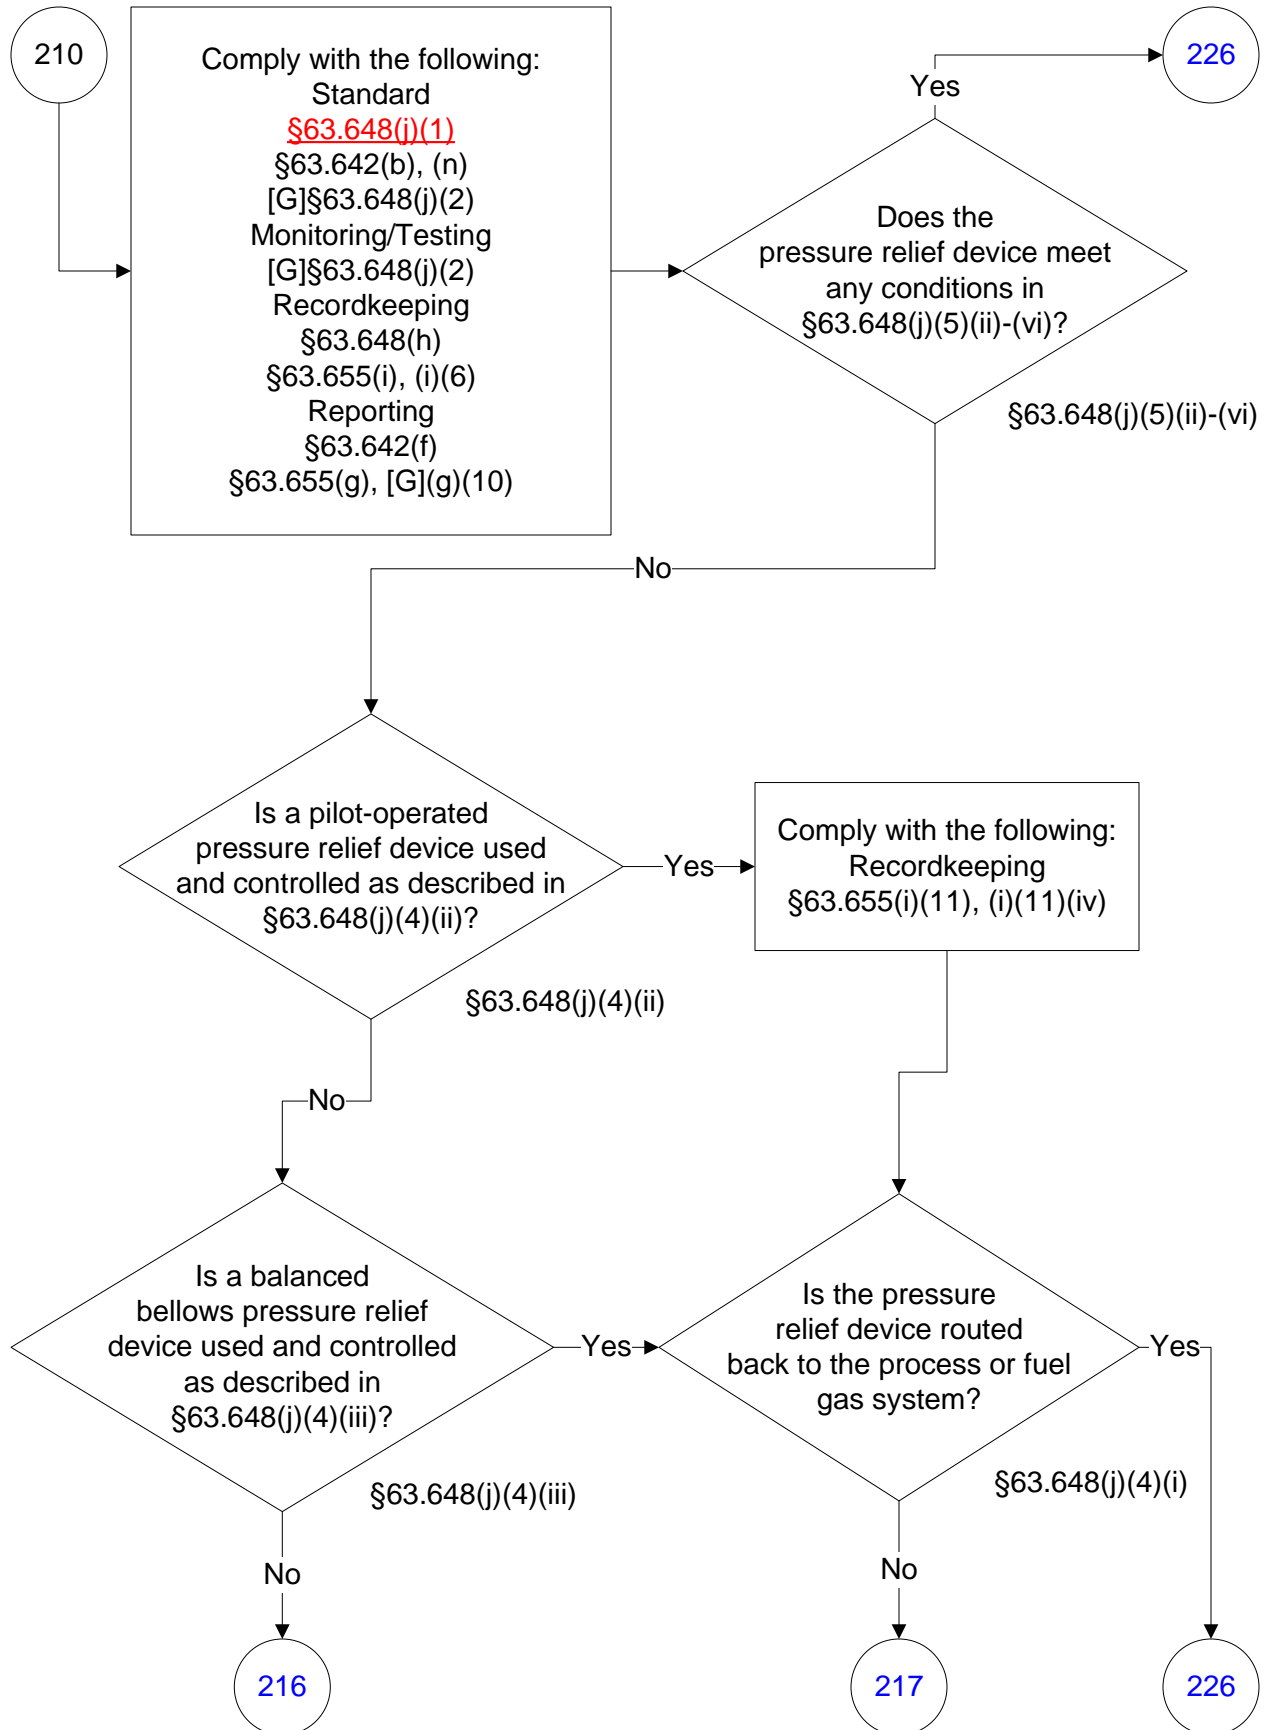 210
Comply with the following:
Standard
§63.648(j)(1)
§63.642(b), (n)
[G]§63.648(j)(2)
Monitoring/Testing
[G]§63.648(j)(2)
Recordkeeping
§63.648(h)
§63.655(i), (i)(6)
Reporting
§63.642(f)
§63.655(g), [G](g)(10)
226
Yes
Does the
pressure relief device meet
any conditions in
§63.648(j)(5)(ii)-(vi)?
§63.648(j)(5)(ii)-(vi)
No
Is a pilot-operated
pressure relief device used
and controlled as described in
§63.648(j)(4)(ii)?
§63.648(j)(4)(ii)
Yes
Comply with the following:
Recordkeeping
§63.655(i)(11), (i)(11)(iv)
No
Is a balanced
bellows pressure relief
device used and controlled
as described in
§63.648(j)(4)(iii)?
§63.648(j)(4)(iii)
Yes
Is the pressure
relief device routed
back to the process or fuel
gas system?
§63.648(j)(4)(i)
Yes
No
No
216
217
226